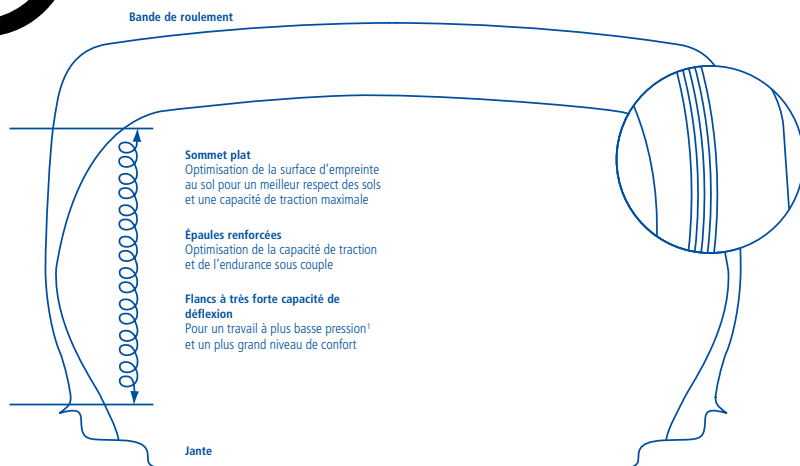 Bande de roulement
Sommet plat
Optimisation de la surface d’empreinte
au sol pour un meilleur respect des sols
et une capacité de traction maximale
Épaules renforcées
Optimisation de la capacité de traction
et de l’endurance sous couple
Flancs à très forte capacité de
déflexion
Pour un travail à plus basse pression¹
et un plus grand niveau de confort
Jante